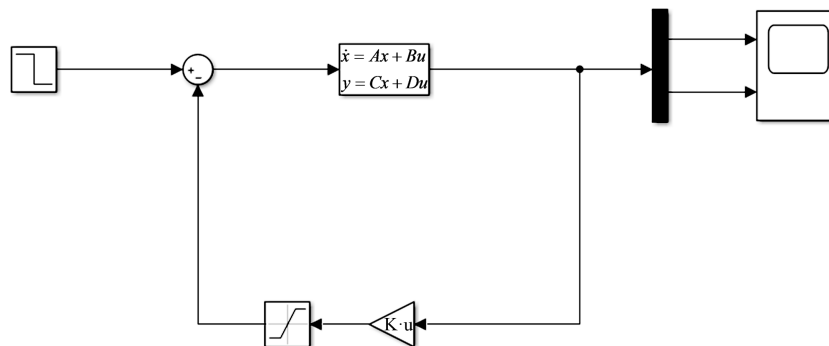 +
−
ẋ = Ax + Bu
y = Cx + Du
K·u